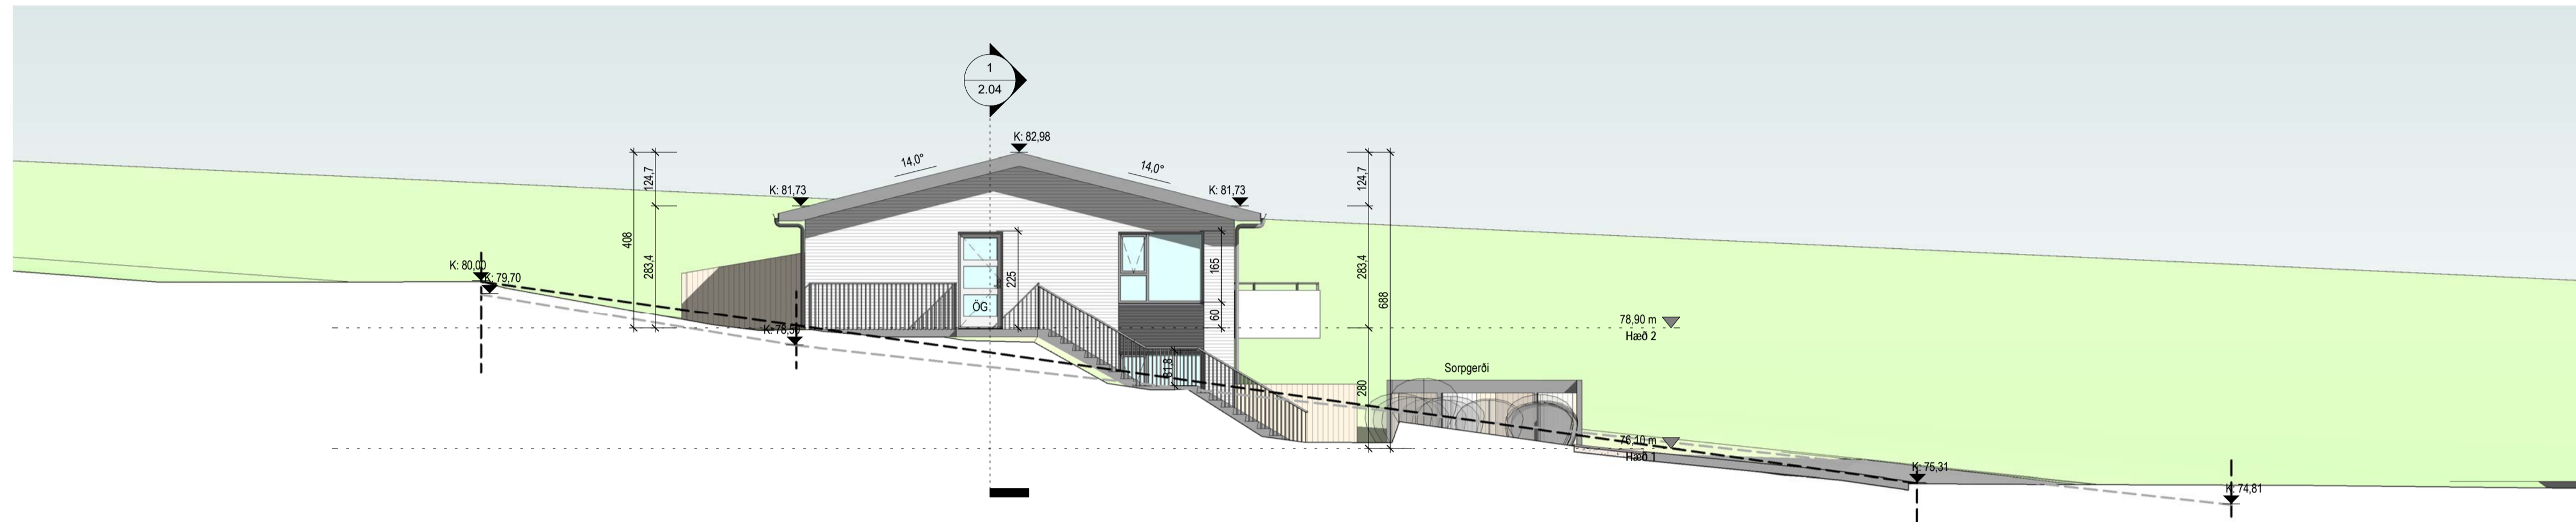 1
2.04
K: 82,98
14,0°
14,0°
K: 81,73
K: 81,73
124,7
124,7
408
283,4
283,4
688
K: 80,00
K: 79,70
225
165
60
ÖG
78,90 m
Hæð 2
61,8
280
Sorpgerði
76,10 m
Hæð 1
K: 75,31
K: 74,81